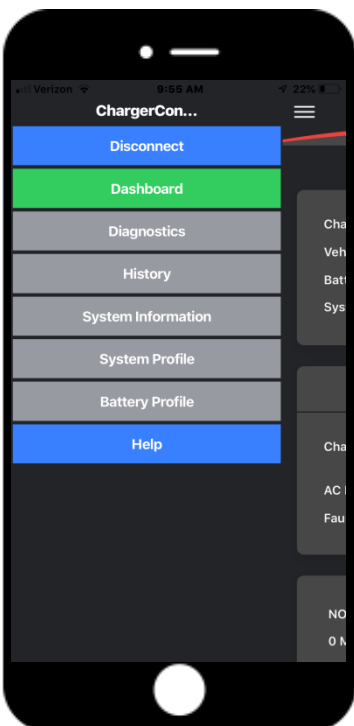 Verizon 9:55 AM 22%
ChargerCon...
Disconnect
Dashboard
Diagnostics
History
System Information
System Profile
Battery Profile
Help
Cha
Veh
Batt
Sys
Cha
AC
Fau
NO
0